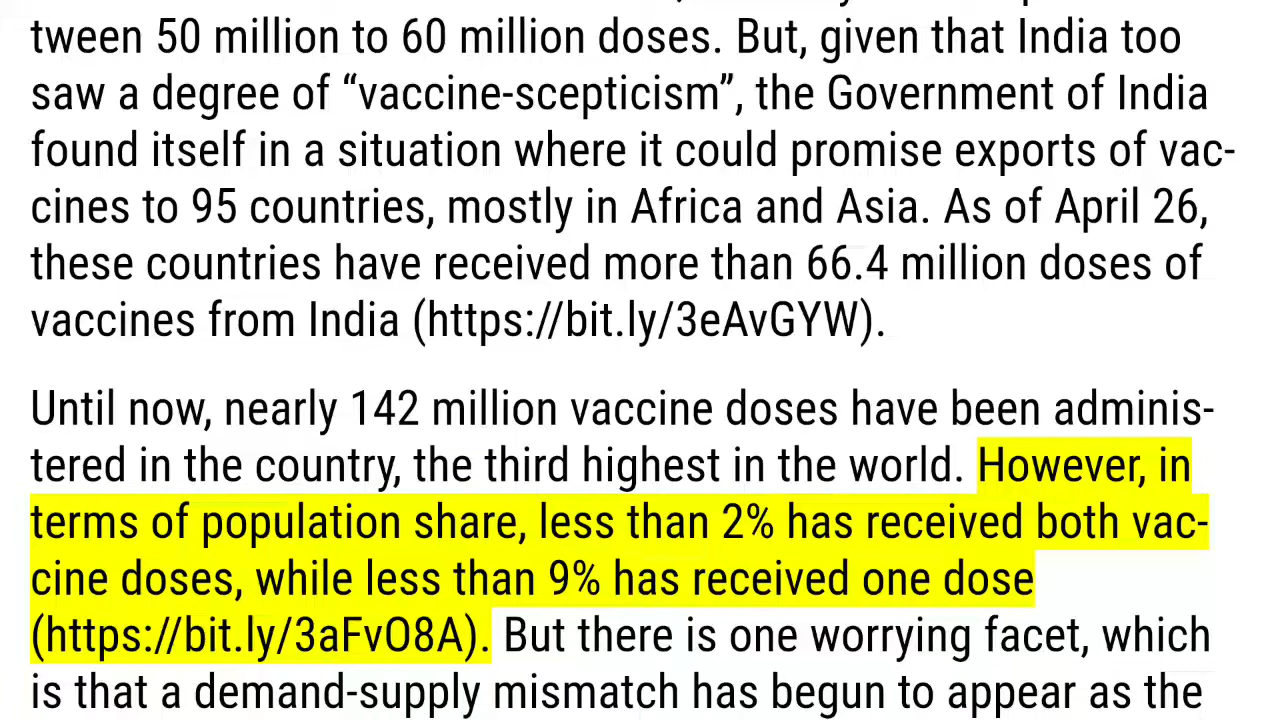 tween 50 million to 60 million doses. But, given that India too
saw a degree of “vaccine-scepticism”, the Government of India
found itself in a situation where it could promise exports of vac-
cines to 95 countries, mostly in Africa and Asia. As of April 26,
these countries have received more than 66.4 million doses of
vaccines from India (https://bit.ly/3eAvGYW).
Until now, nearly 142 million vaccine doses have been adminis-
tered in the country, the third highest in the world. However, in
terms of population share, less than 2% has received both vac-
cine doses, while less than 9% has received one dose
(https://bit.ly/3aFvO8A). But there is one worrying facet, which
is that a demand-supply mismatch has begun to appear as the